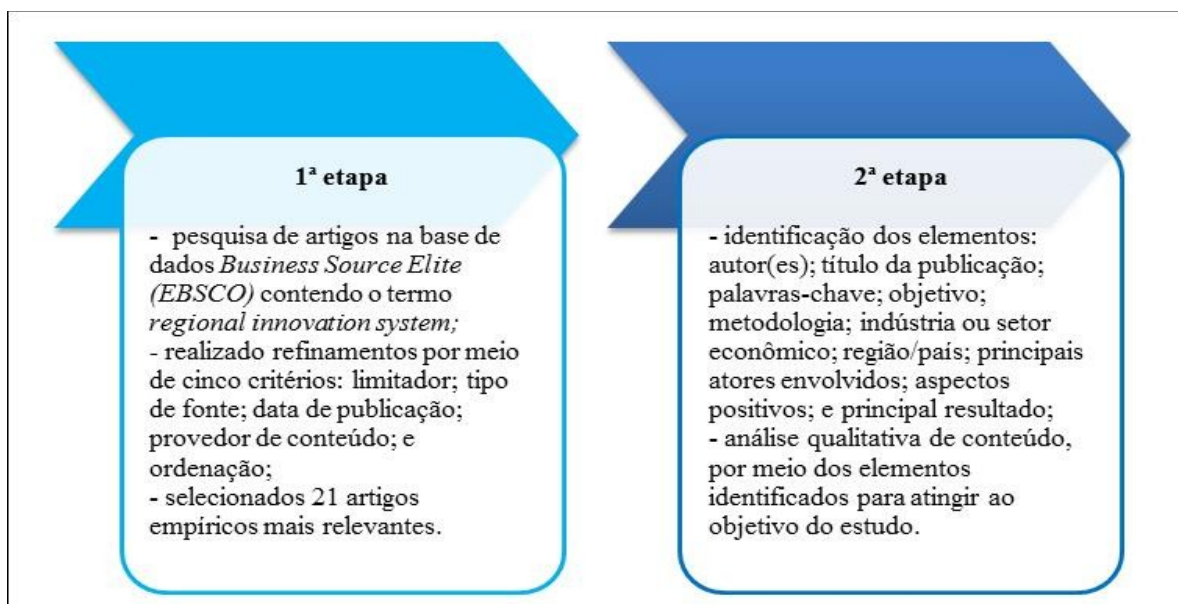 1ª etapa
- pesquisa de artigos na base de
dados Business Source Elite
(EBSCO) contendo o termo
regional innovation system;
- realizado refinamentos por meio
de cinco critérios: limitador; tipo
de fonte; data de publicação;
provedor de conteúdo; e
ordenação;
- selecionados 21 artigos
empíricos mais relevantes.
2ª etapa
- identificação dos elementos:
autor(es); título da publicação;
palavras-chave; objetivo;
metodologia; indústria ou setor
econômico; região/país; principais
atores envolvidos; aspectos
positivos; e principal resultado;
- análise qualitativa de conteúdo,
por meio dos elementos
identificados para atingir ao
objetivo do estudo.